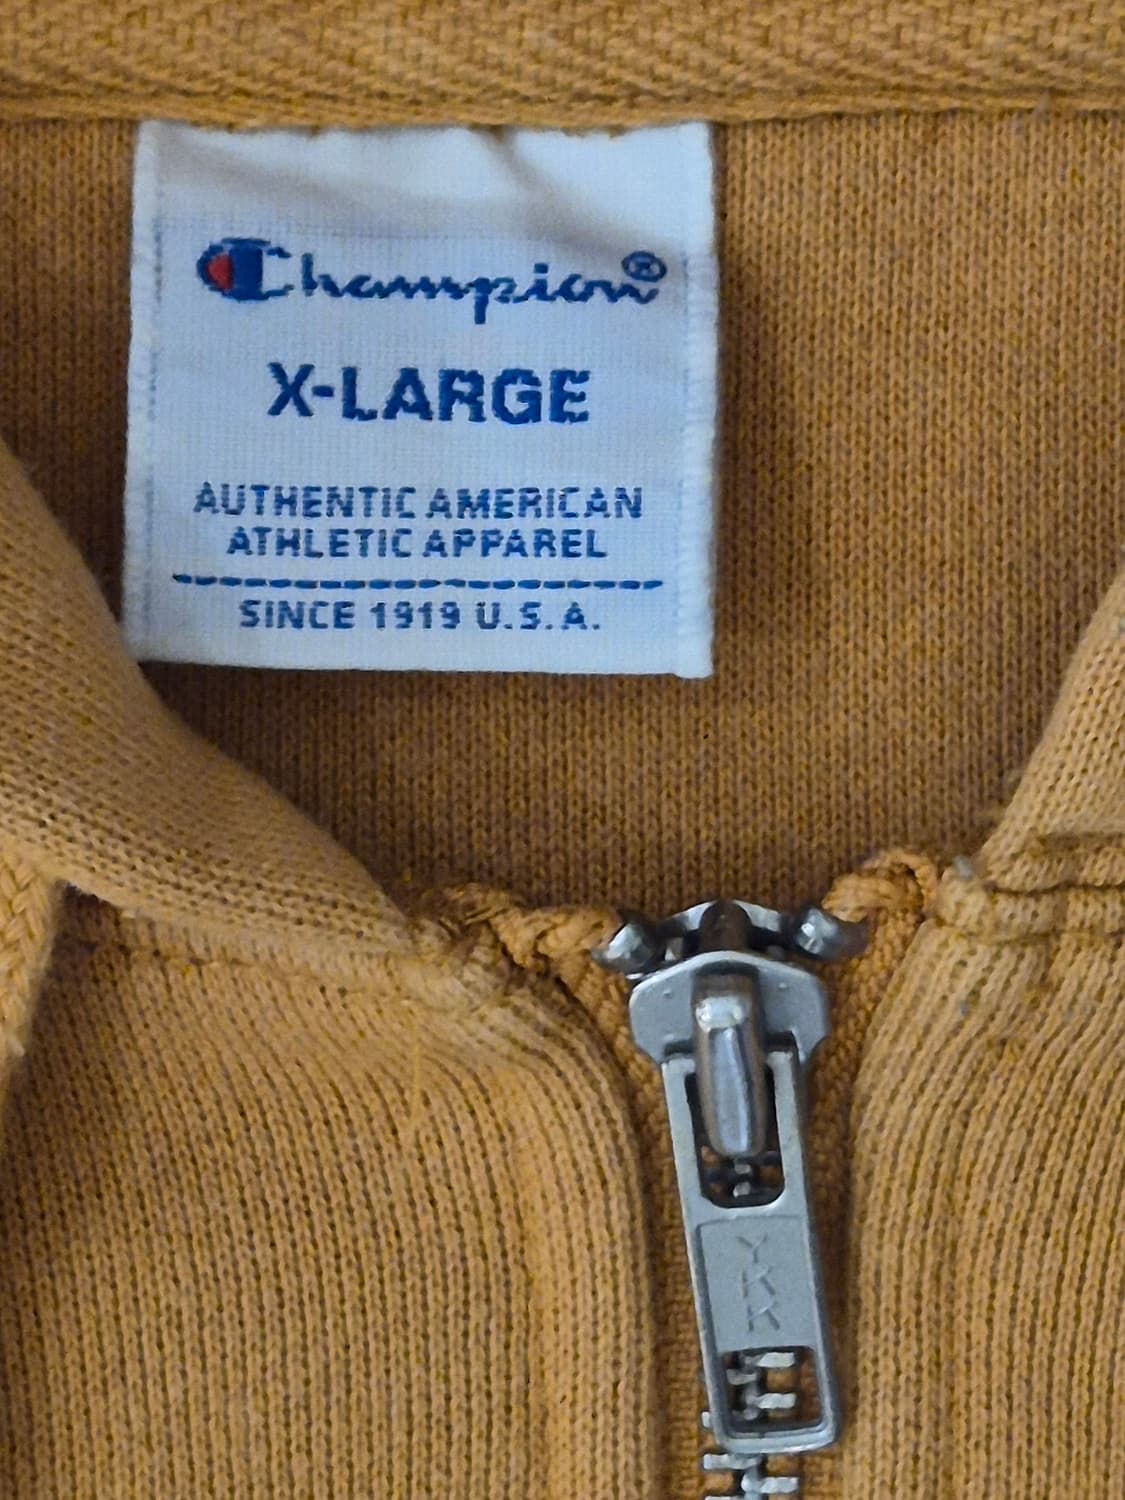 Champion®
X-LARGE
AUTHENTIC AMERICAN
ATHLETIC APPAREL
SINCE 1919 U.S.A.
YKK